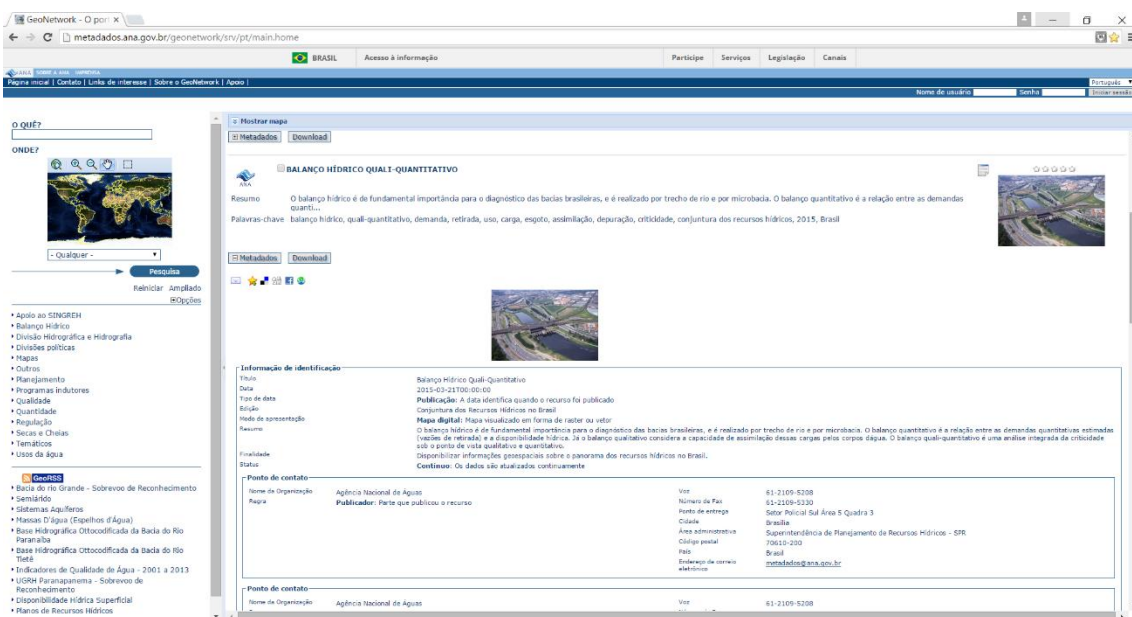 GeoNetwork - O port
metadados.ana.gov.br/geonetwork/srv/pt/main.home
BRASIL Acesso à informação Participe Serviços Legislação Canais
ANA SOBRE A ANA IMPRENSA
Página inicial | Contato | Links de interesse | Sobre o GeoNetwork | Apoio |
Português
Nome de usuário Senha Iniciar sessão
O QUÊ?
ONDE?
- Qualquer -
Pesquisa
Reiniciar Ampliado
Opções
Apoio ao SINGREH
Balanço Hídrico
Divisão Hidrográfica e Hidrografia
Divisões políticas
Mapas
Outros
Planejamento
Programas indutores
Qualidade
Quantidade
Regulação
Secas e Cheias
Temáticos
Usos da água
GeoRSS
Bacia do rio Grande - Sobrevoo de Reconhecimento
Semiárido
Sistemas Aquíferos
Massas D'água (Espelhos d'Água)
Base Hidrográfica Ottocodificada da Bacia do Rio
Paranaíba
Base Hidrográfica Ottocodificada da Bacia do Rio
Tietê
Indicadores de Qualidade de Água - 2001 a 2013
UGRH Paranapanema - Sobrevoo de
Reconhecimento
Disponibilidade Hídrica Superficial
Planos de Recursos Hídricos
Mostrar mapa
Metadados Download
ANA
BALANÇO HÍDRICO QUALI-QUANTITATIVO
Resumo O balanço hídrico é de fundamental importância para o diagnóstico das bacias brasileiras, e é realizado por trecho de rio e por microbacia. O balanço quantitativo é a relação entre as demandas
quanti...
Palavras-chave balanço hídrico, quali-quantitativo, demanda, retirada, uso, carga, esgoto, assimilação, depuração, criticidade, conjuntura dos recursos hídricos, 2015, Brasil
Metadados Download
Informação de identificação
Título Balanço Hídrico Quali-Quantitativo
Data 2015-03-21T00:00:00
Tipo de data Publicação: A data identifica quando o recurso foi publicado
Edição Conjuntura dos Recursos Hídricos no Brasil
Modo de apresentação Mapa digital: Mapa visualizado em forma de raster ou vetor
Resumo O balanço hídrico é de fundamental importância para o diagnóstico das bacias brasileiras, e é realizado por trecho de rio e por microbacia. O balanço quantitativo é a relação entre as demandas quantitativas estimadas
(vazões de retirada) e a disponibilidade hídrica. Já o balanço qualitativo considera a capacidade de assimilação dessas cargas pelos corpos dágua. O balanço quali-quantitativo é uma análise integrada da criticidade
sob o ponto de vista qualitativo e quantitativo.
Finalidade Disponibilizar informações geoespaciais sobre o panorama dos recursos hídricos no Brasil.
Status Contínuo: Os dados são atualizados continuamente
Ponto de contato
Nome da Organização Agência Nacional de Águas
Regra Publicador: Parte que publicou o recurso
Voz 61-2109-5208
Número de Fax 61-2109-5330
Ponto de entrega Setor Policial Sul Área 5 Quadra 3
Cidade Brasília
Área administrativa Superintendência de Planejamento de Recursos Hídricos - SPR
Código postal 70610-200
País Brasil
Endereço de correio metadados@ana.gov.br
eletrónico
Ponto de contato
Nome da Organização Agência Nacional de Águas Voz 61-2109-5208